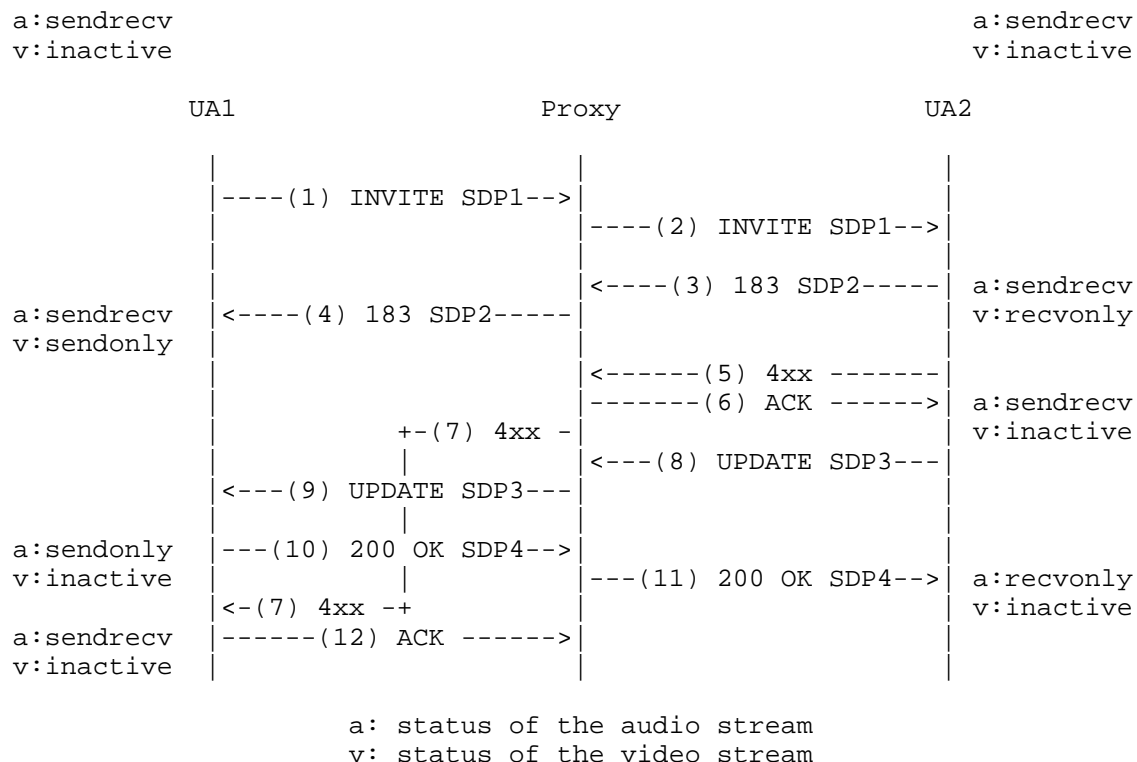 a:sendrecv                                                 a:sendrecv
v:inactive                                                 v:inactive
UA1                     Proxy                    UA2
|----(1) INVITE SDP1-->|                        |
|                        |----(2) INVITE SDP1-->|
|                        |<----(3) 183 SDP2-----| a:sendrecv
a:sendrecv |<----(4) 183 SDP2-----|                        | v:recvonly
v:sendonly |                        |                        |
|                        |<------(5) 4xx -------|
|                        |-------(6) ACK ------>| a:sendrecv
|            +-(7) 4xx -|                        | v:inactive
|            |           |<---(8) UPDATE SDP3---|
|<---(9) UPDATE SDP3---|                        |
a:sendonly |---(10) 200 OK SDP4-->|                        |
v:inactive |            |           |---(11) 200 OK SDP4-->| a:recvonly
|<-(7) 4xx -+           |                        | v:inactive
a:sendrecv |------(12) ACK ------>|                        |
v:inactive |                        |                        |
a: status of the audio stream
v: status of the video stream